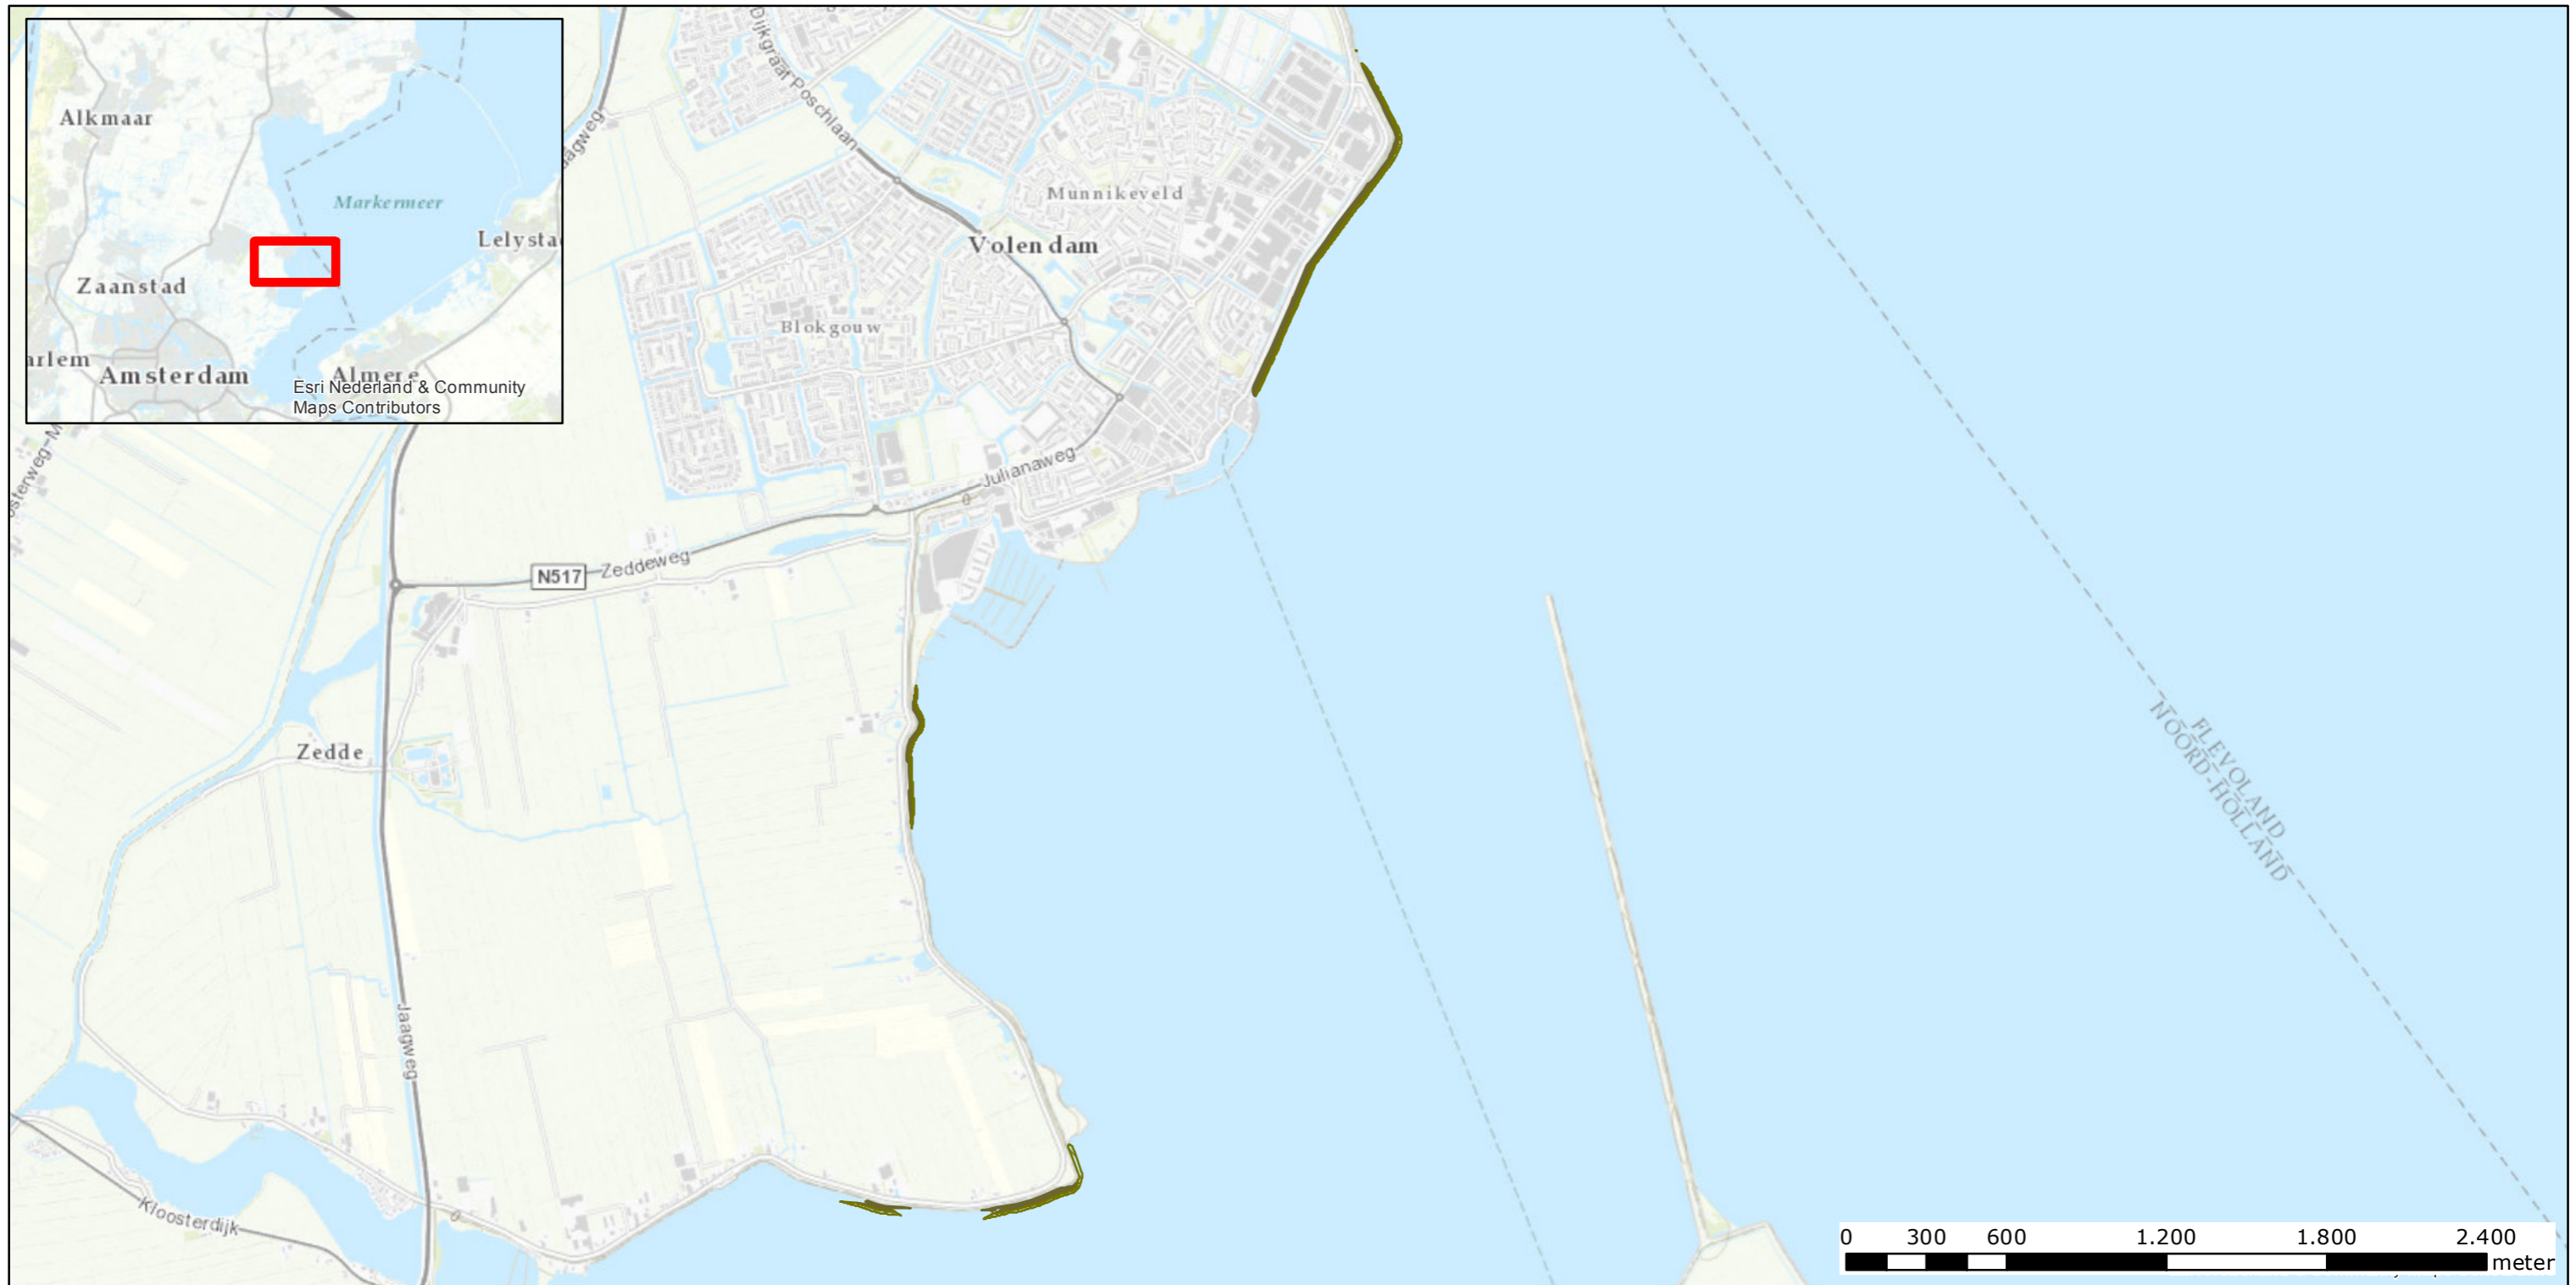 Alkmaar
Markermeer
Lelysta
Zaanstad
arlem
Amsterdam
Almere
Esri Nederland & Community
Maps Contributors
Dijkgraaf Poschlaan
Munnikeveld
Volendam
Blokgouw
Julianaweg
N517
Zeddeweg
Zedde
Jaagweg
Kloosterdijk
FLEVOLAND
NOORD-HOLLAND
0 300 600 1.200 1.800 2.400
meter